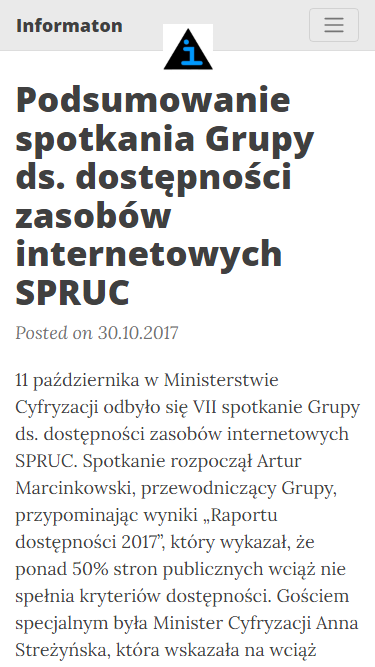 Informaton
Podsumowanie
spotkania Grupy
ds. dostępności
zasobów
internetowych
SPRUC
Posted on 30.10.2017
11 października w Ministerstwie
Cyfryzacji odbyło się VII spotkanie Grupy
ds. dostępności zasobów internetowych
SPRUC. Spotkanie rozpoczął Artur
Marcinkowski, przewodniczący Grupy,
przypominając wyniki „Raportu
dostępności 2017”, który wykazał, że
ponad 50% stron publicznych wciąż nie
spełnia kryteriów dostępności. Gościem
specjalnym była Minister Cyfryzacji Anna
Streżyńska, która wskazała na wciąż